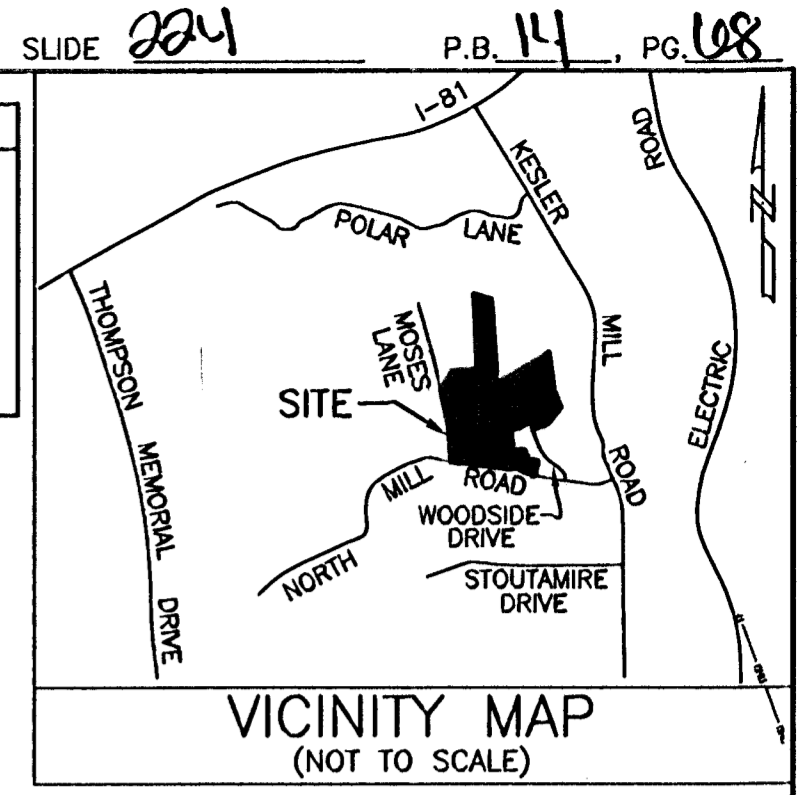 SLIDE 224 P.B. 14, PG. 68
I-81
KESLER
MILL
ROAD
ROAD
ELECTRIC
N
POLAR LANE
THOMPSON MEMORIAL DRIVE
MOSES
LANE
SITE
NORTH MILL ROAD
WOODSIDE
DRIVE
STOUTAMIRE
DRIVE
VICINITY MAP
(NOT TO SCALE)